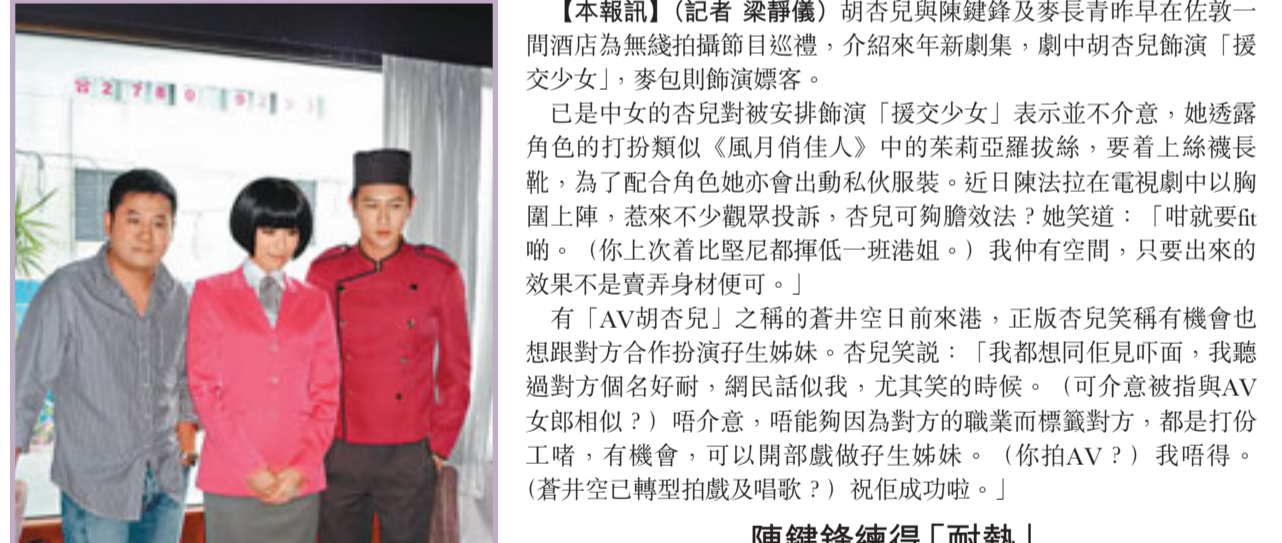 ☎2780 9293
【本報訊】(記者 梁靜儀) 胡杏兒與陳鍵鋒及麥長青昨早在佐敦一
間酒店為無綫拍攝節目巡禮，介紹來年新劇集，劇中胡杏兒飾演「援
交少女」，麥包則飾演嫖客。
已是中女的杏兒對被安排飾演「援交少女」表示並不介意，她透露
角色的打扮類似《風月俏佳人》中的茱莉亞羅拔絲，要着上絲襪長
靴，為了配合角色她亦會出動私伙服裝。近日陳法拉在電視劇中以胸
圍上陣，惹來不少觀眾投訴，杏兒可夠膽效法？她笑道：「咁就要fit
啲。(你上次着比堅尼都揮低一班港姐。) 我仲有空間，只要出來的
效果不是賣弄身材便可。」
有「AV胡杏兒」之稱的蒼井空日前來港，正版杏兒笑稱有機會也
想跟對方合作扮演孖生姊妹。杏兒笑說：「我都想同佢見吓面，我聽
過對方個名好耐，網民話似我，尤其笑的時候。(可介意被指與AV
女郎相似？) 唔介意，唔能夠因為對方的職業而標籤對方，都是打份
工啫，有機會，可以開部戲做孖生姊妹。(你拍AV？) 我唔得。
(蒼井空已轉型拍戲及唱歌？) 祝佢成功啦。」
陳鍵鋒練得「耐熱」